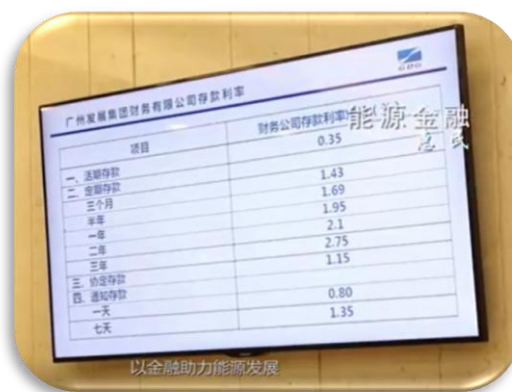 广州发展集团财务有限公司存款利率
项目 财务公司存款利率
能源金融
惠民
一、活期存款 0.35
二、定期存款
三个月 1.43
半年 1.69
一年 1.95
二年 2.1
三年 2.75
三、协定存款 1.15
四、通知存款
一天 0.80
七天 1.35
以金融助力能源发展